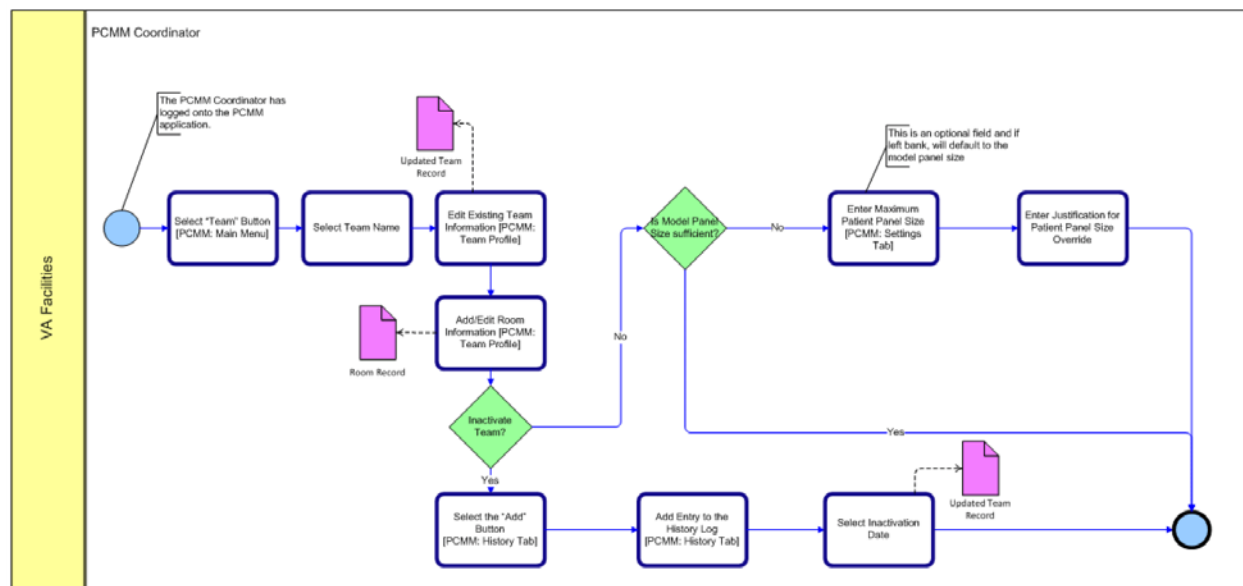 PCMM Coordinator
VA Facilities
The PCMM Coordinator has
logged onto the PCMM
application.
Updated Team
Record
This is an optional field and if
left bank, will default to the
model panel size
Select "Team" Button
[PCMM: Main Menu]
Select Team Name
Edit Existing Team
Information [PCMM:
Team Profile]
Is Model Panel
Size sufficient?
No
Enter Maximum
Patient Panel Size
[PCMM: Settings
Tab]
Enter Justification for
Patient Panel Size
Override
Add/Edit Room
Information [PCMM:
Team Profile]
Room Record
No
Inactivate
Team?
Yes
Yes
Select the "Add"
Button
[PCMM: History Tab]
Add Entry to the
History Log
[PCMM: History Tab]
Select Inactivation
Date
Updated Team
Record